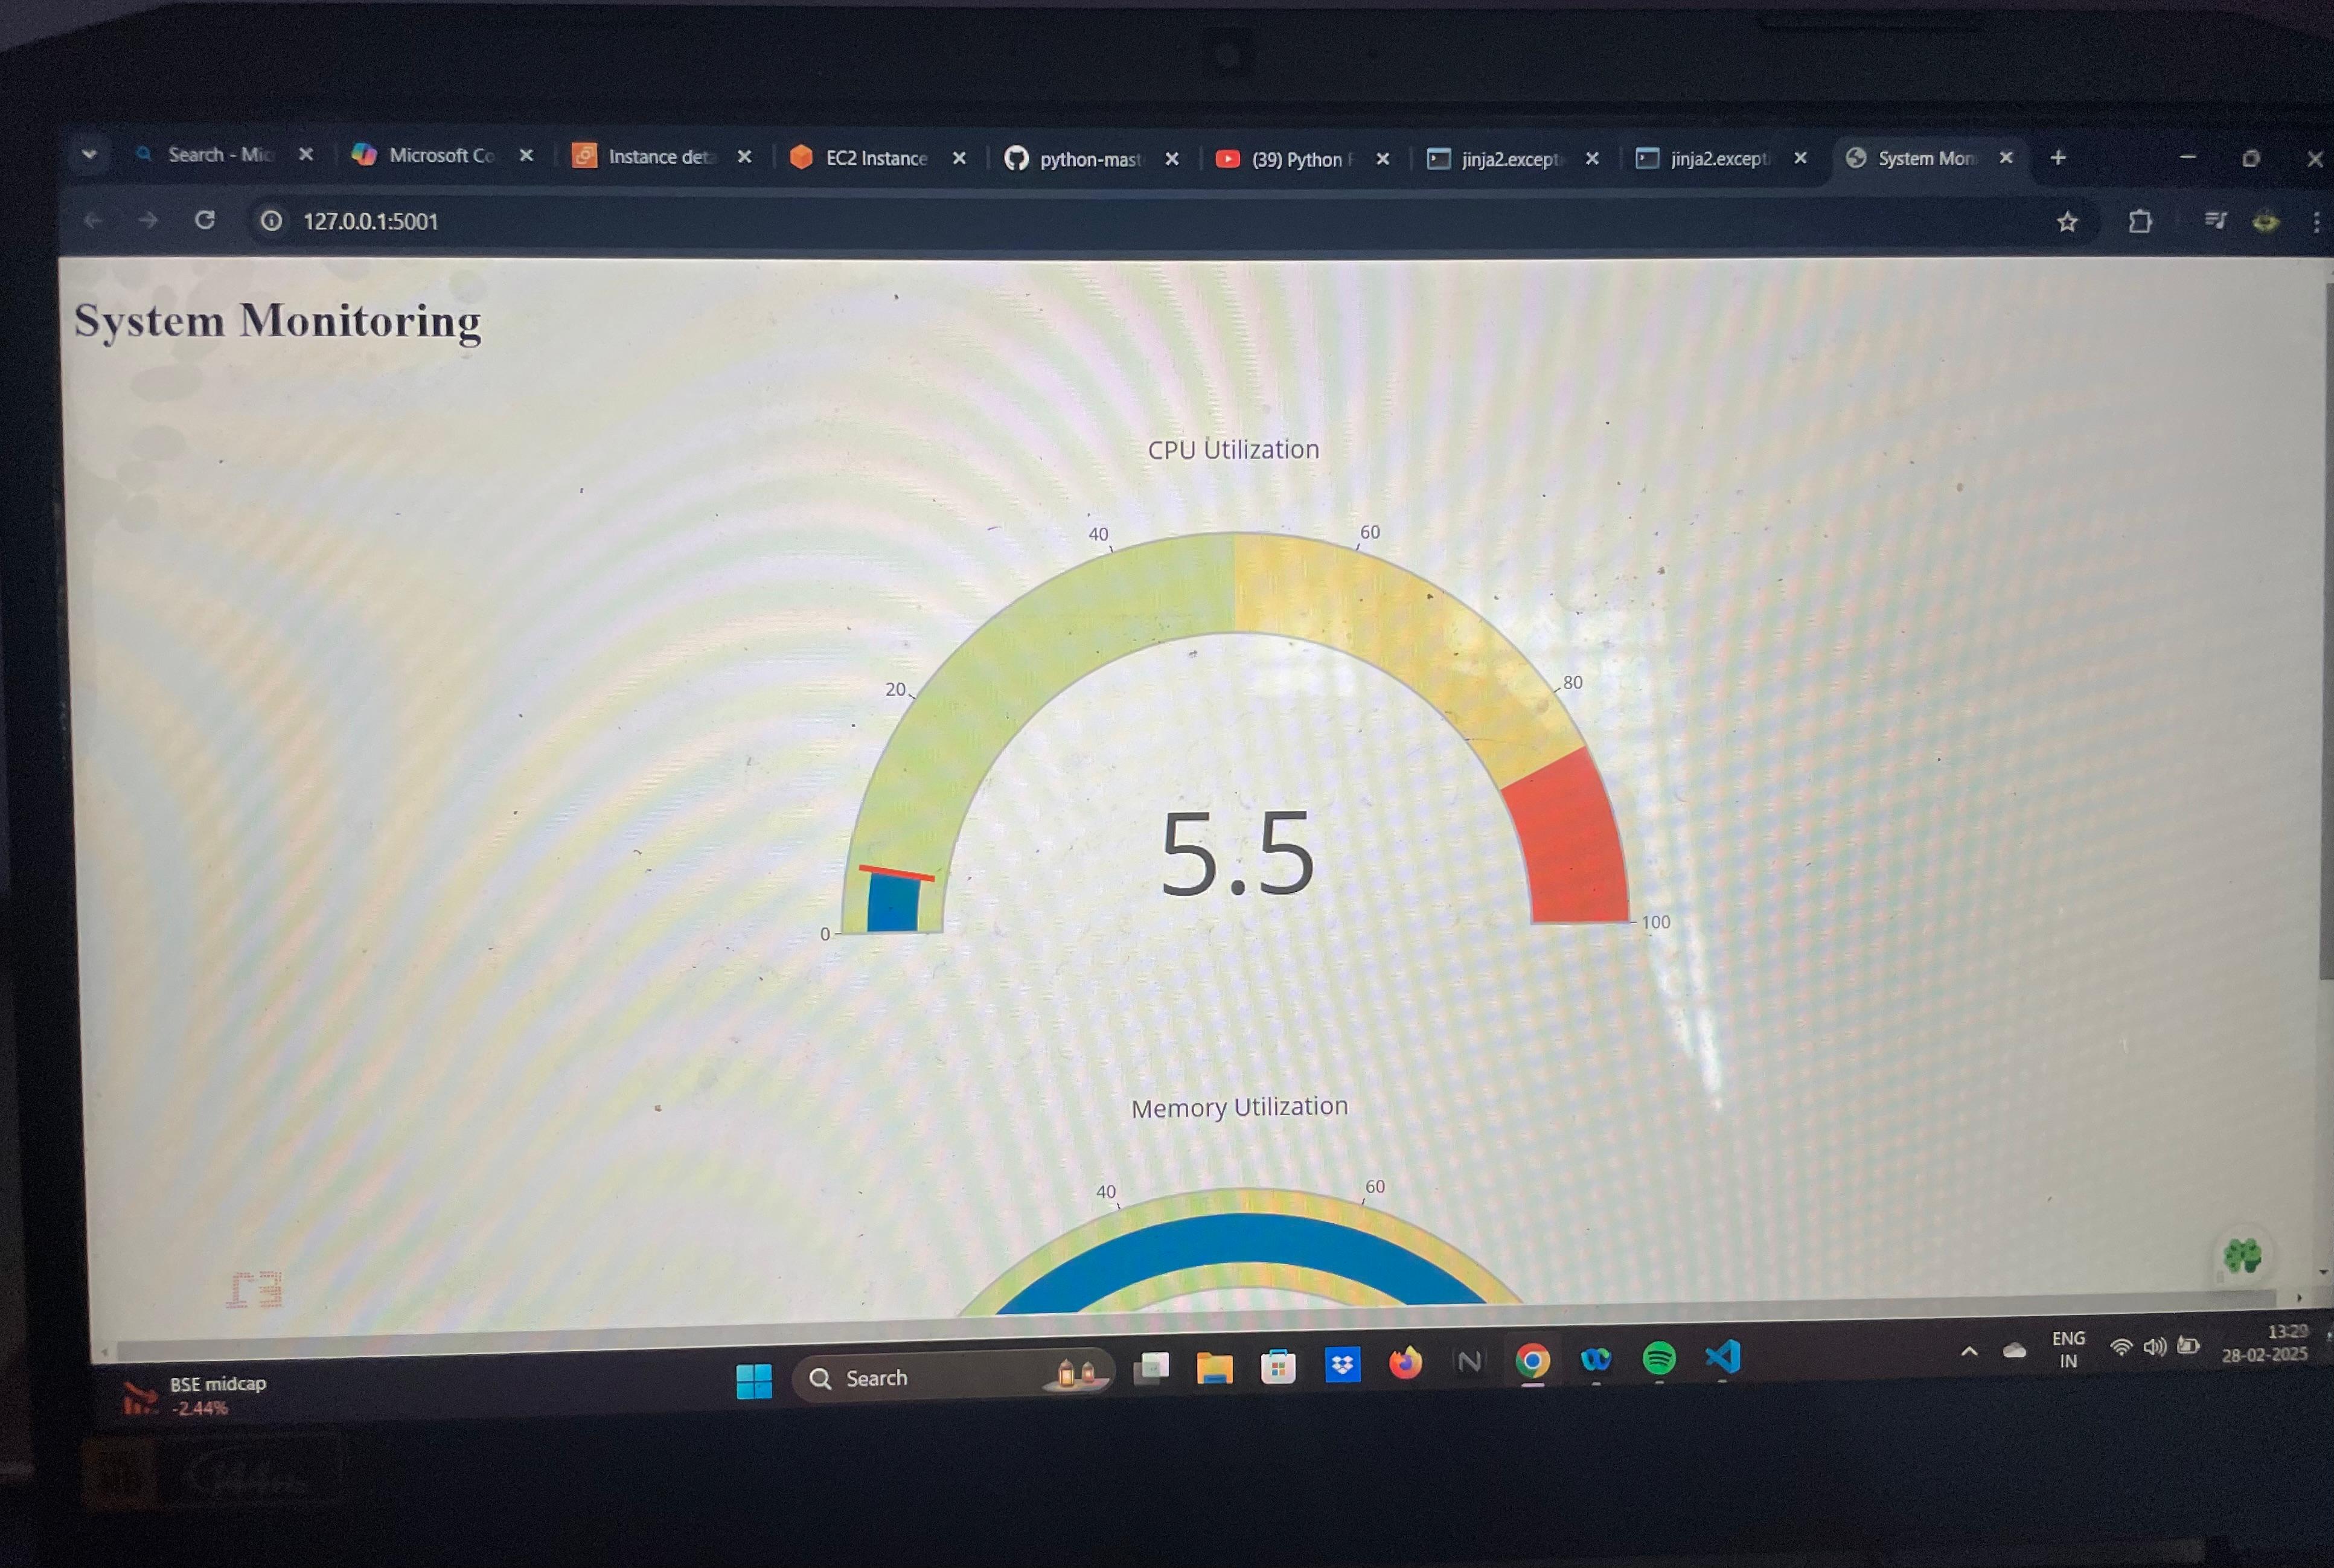 Search - Mic
Microsoft Co
Instance det
EC2 Instance
python-mast
(39) Python F
jinja2.except
jinja2.except
System Mon
127.0.0.1:5001
System Monitoring
CPU Utilization
40
60
20
80
5.5
0
100
Memory Utilization
40
60
BSE midcap
-2.44%
Search
ENG
IN
13:29
28-02-2025